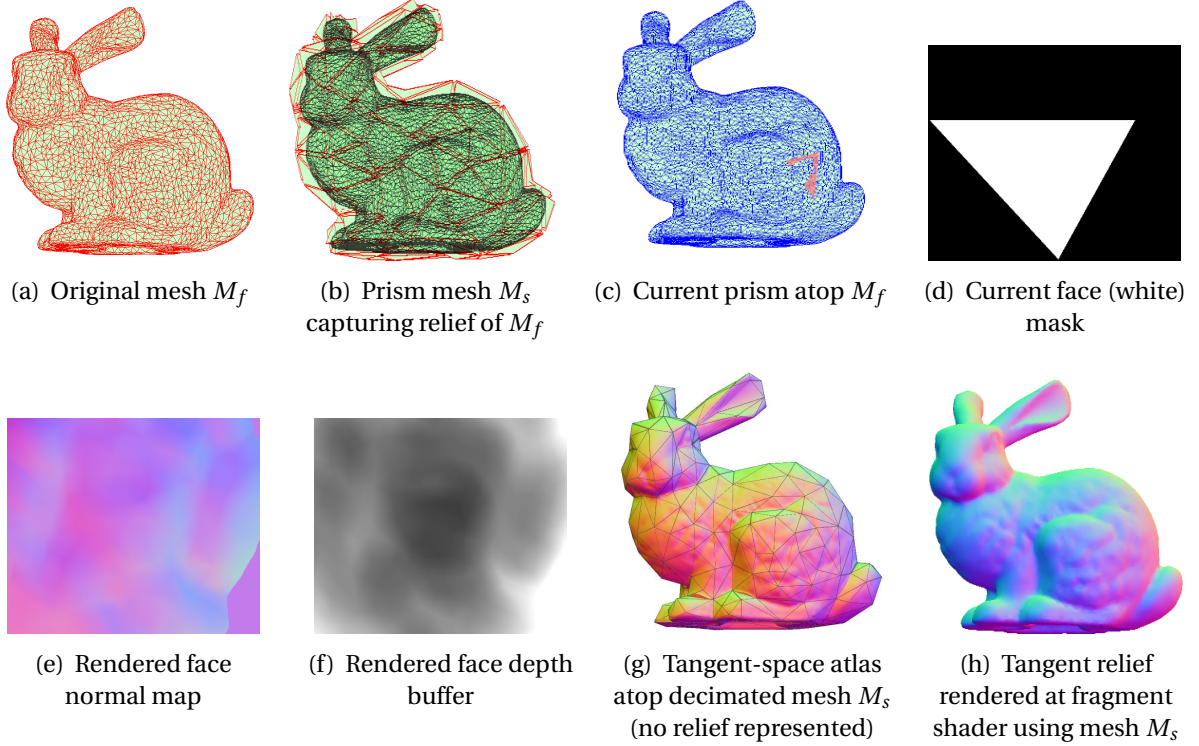 (a) Original mesh M_f
(b) Prism mesh M_s
capturing relief of M_f
(c) Current prism atop M_f
(d) Current face (white)
mask
(e) Rendered face
normal map
(f) Rendered face depth
buffer
(g) Tangent-space atlas
atop decimated mesh M_s
(no relief represented)
(h) Tangent relief
rendered at fragment
shader using mesh M_s